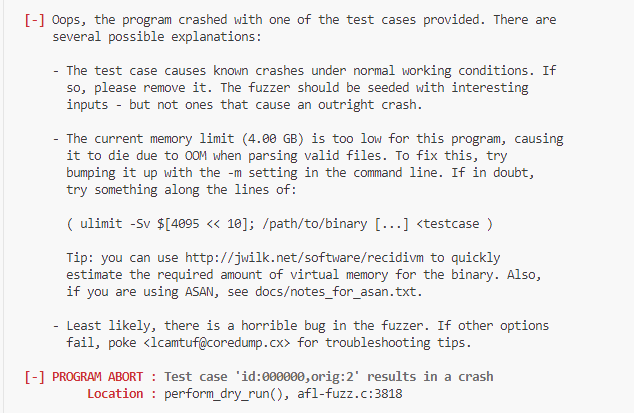 [-] Oops, the program crashed with one of the test cases provided. There are
several possible explanations:
- The test case causes known crashes under normal working conditions. If
so, please remove it. The fuzzer should be seeded with interesting
inputs - but not ones that cause an outright crash.
- The current memory limit (4.00 GB) is too low for this program, causing
it to die due to OOM when parsing valid files. To fix this, try
bumping it up with the -m setting in the command line. If in doubt,
try something along the lines of:
( ulimit -Sv $[4095 << 10]; /path/to/binary [...] <testcase )
Tip: you can use http://jwilk.net/software/recidivm to quickly
estimate the required amount of virtual memory for the binary. Also,
if you are using ASAN, see docs/notes_for_asan.txt.
- Least likely, there is a horrible bug in the fuzzer. If other options
fail, poke <lcamtuf@coredump.cx> for troubleshooting tips.
[-] PROGRAM ABORT : Test case 'id:000000,orig:2' results in a crash
Location : perform_dry_run(), afl-fuzz.c:3818